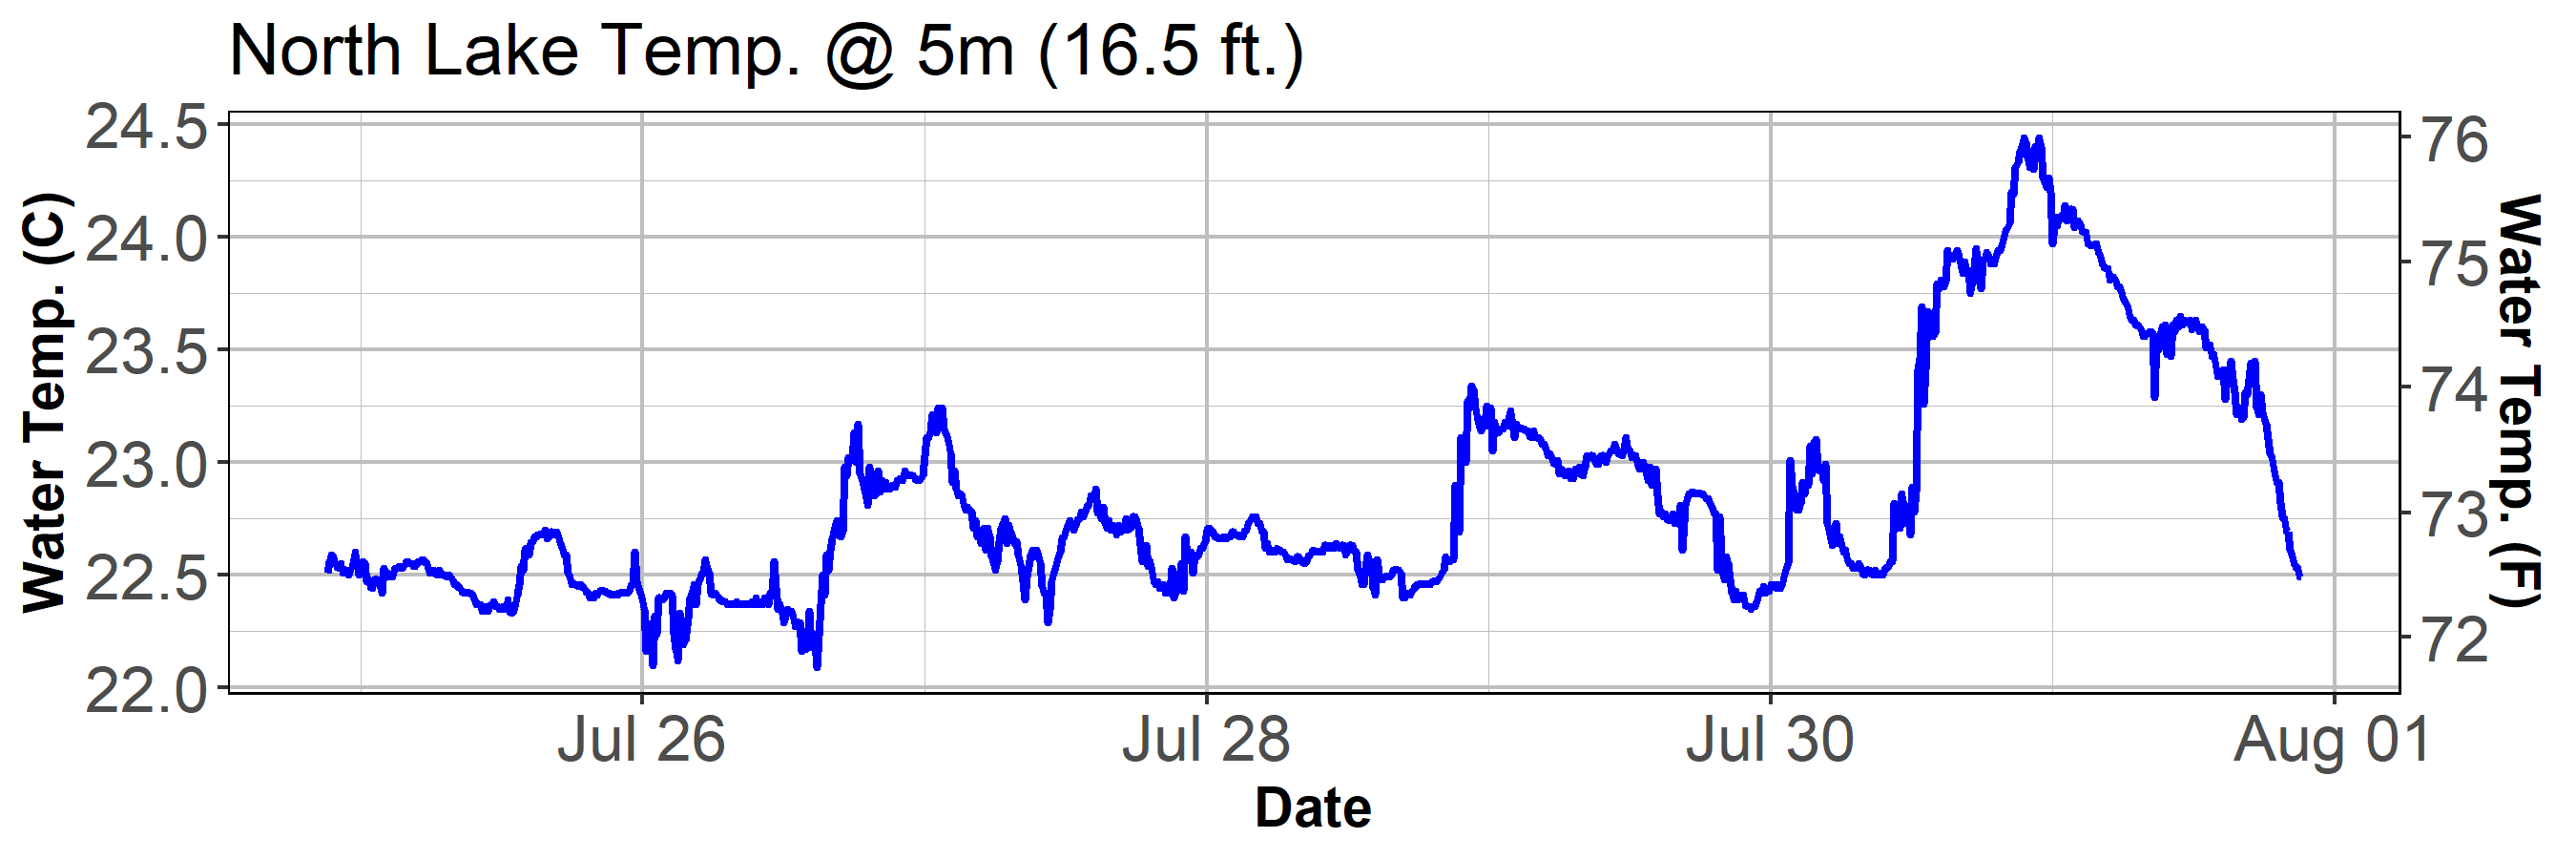 North Lake Temp. @ 5m (16.5 ft.)
Water Temp. (C)
24.5
24.0
23.5
23.0
22.5
22.0
76
75
74
73
72
Water Temp. (F)
Jul 26
Jul 28
Jul 30
Aug 01
Date